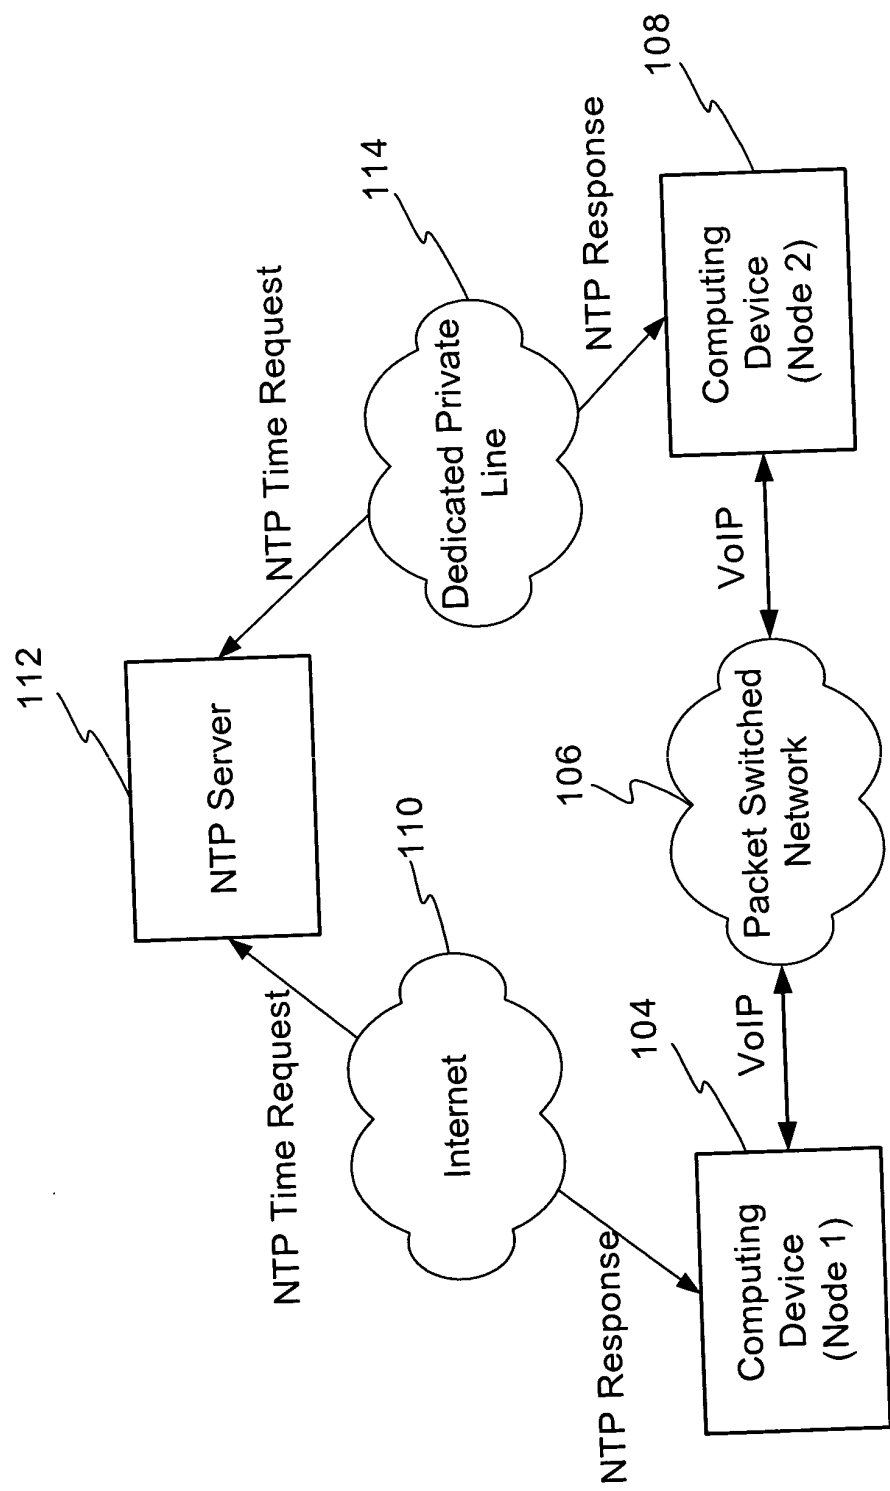 112
NTP Server
NTP Time Request
NTP Time Request
110
114
Internet
Dedicated Private
Line
NTP Response
NTP Response
104
106
108
Computing
Device
(Node 1)
VoIP
Packet Switched
Network
VoIP
Computing
Device
(Node 2)